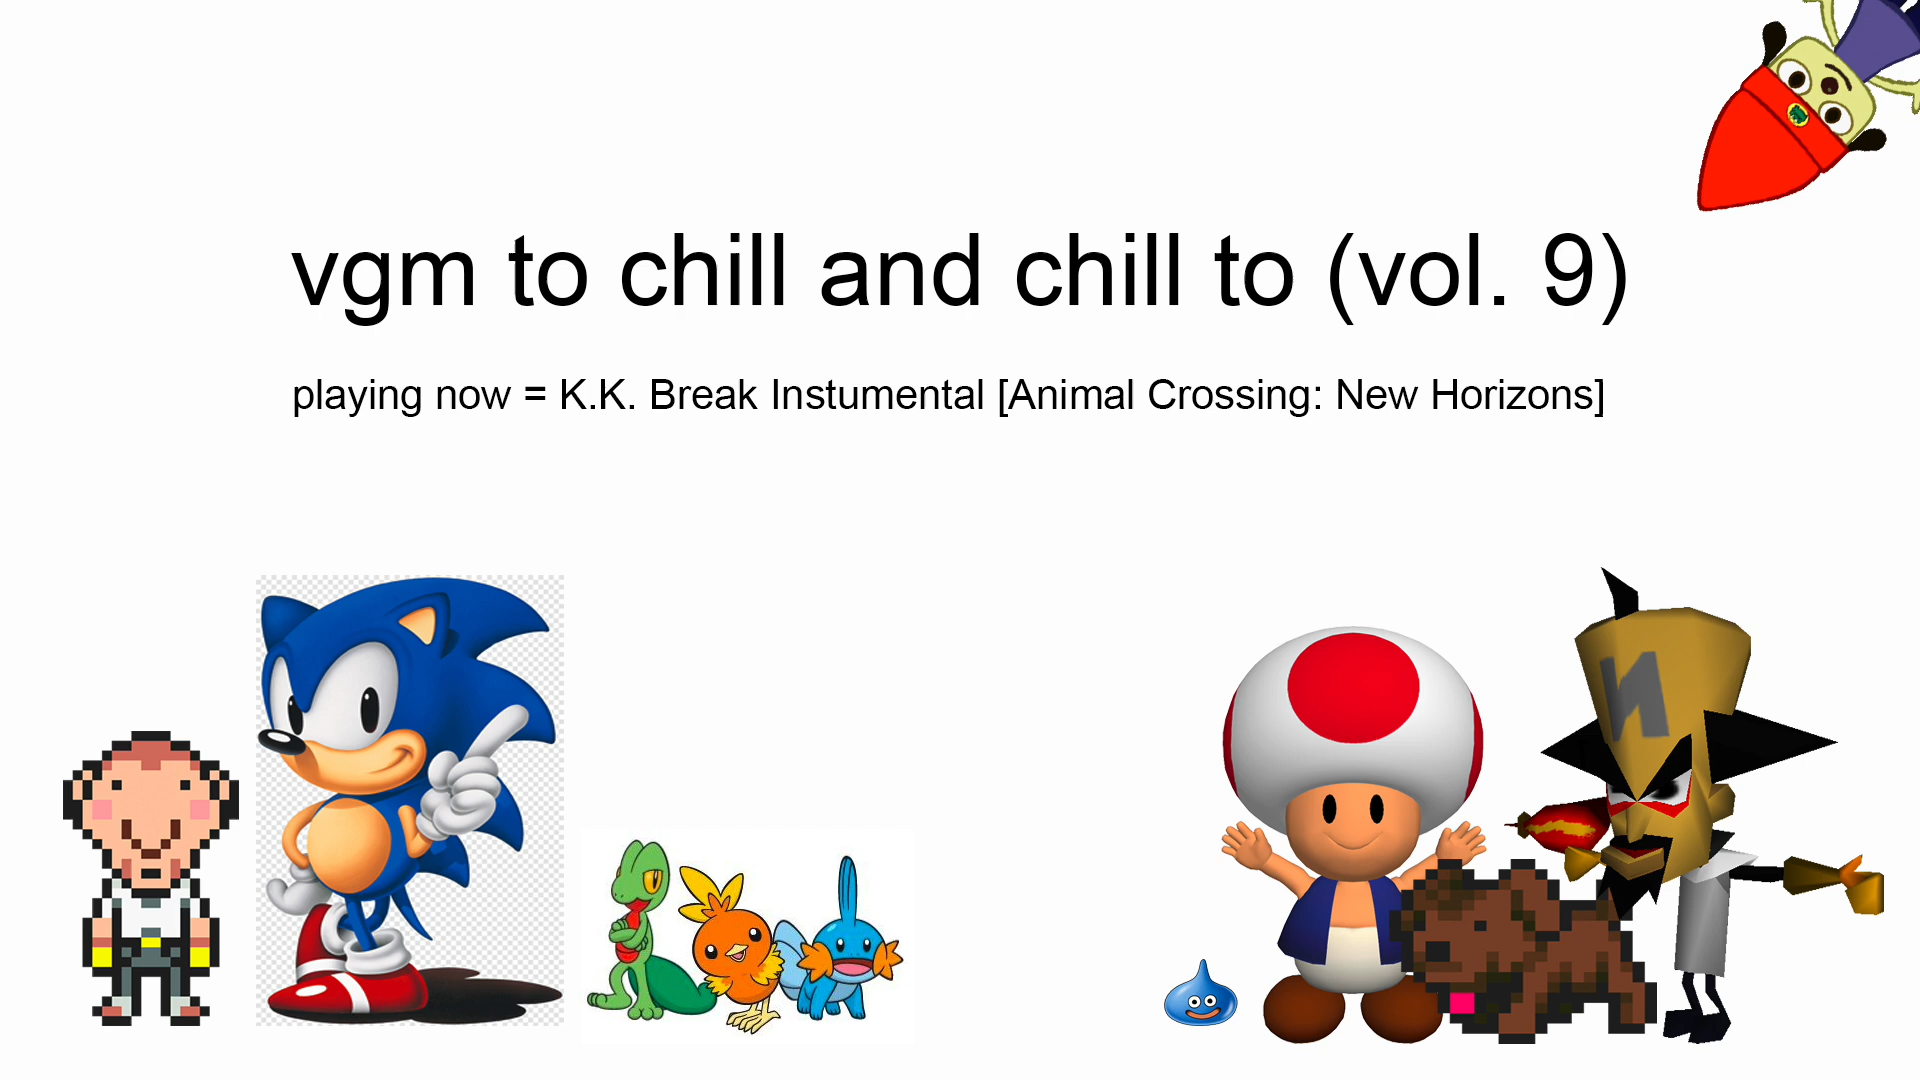 vgm to chill and chill to (vol. 9)
playing now = K.K. Break Instumental [Animal Crossing: New Horizons]
N